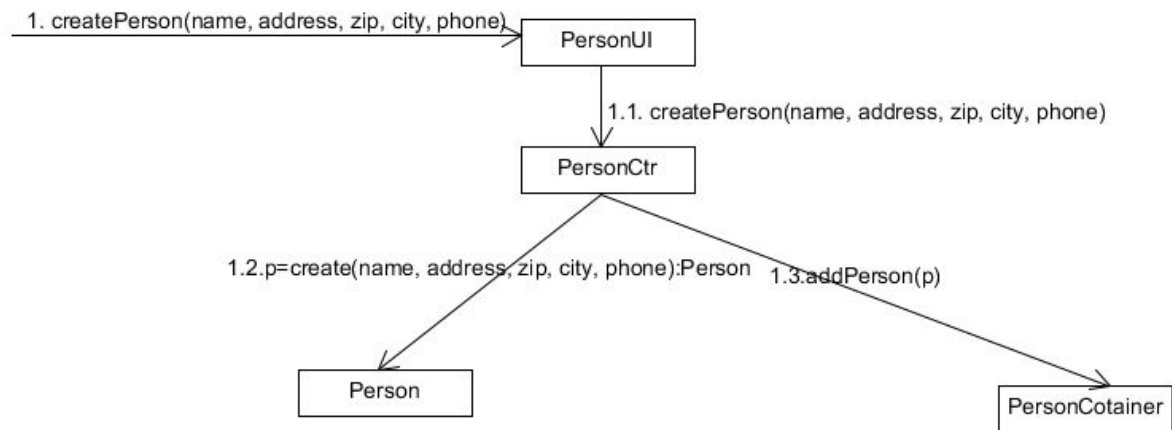 1. createPerson(name, address, zip, city, phone)
PersonUI
1.1. createPerson(name, address, zip, city, phone)
PersonCtr
1.2.p=create(name, address, zip, city, phone):Person
1.3.addPerson(p)
Person
PersonCotainer